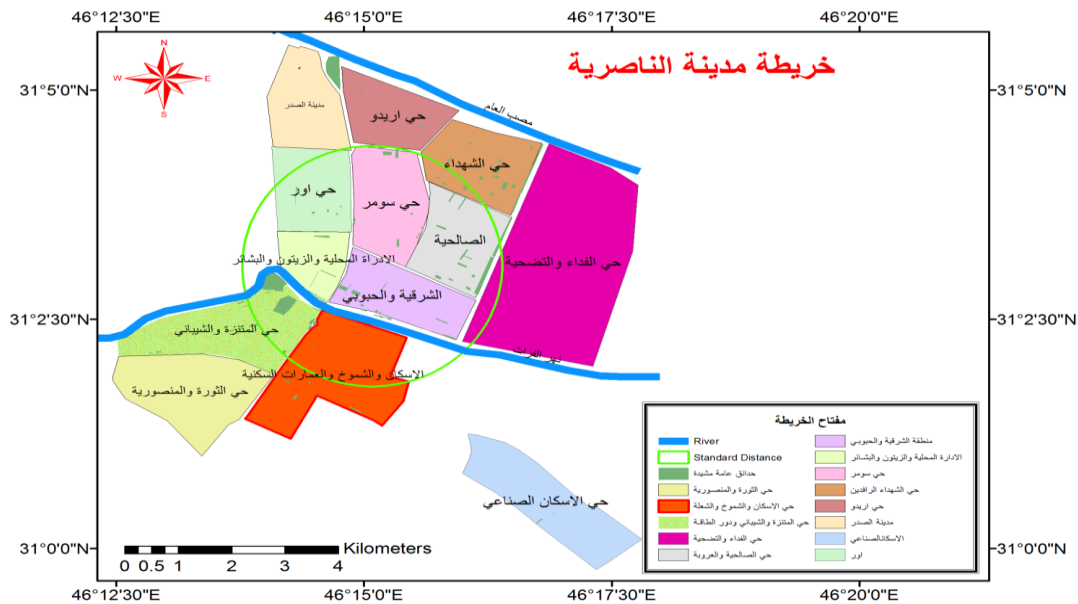 46°12'30"E 46°15'0"E 46°17'30"E 46°20'0"E
خريطة مدينة الناصرية
N
W E
S
31°5'0"N 31°5'0"N
مصب العام
مدينة الصدر
حي اريدو
حي الشهداء
حي اور
حي سومر
الصالحية
حي الفداء والتضحية
الادراة المحلية والزيتون والبشائر
الشرقية والحبوبي
31°2'30"N 31°2'30"N
حي المتنزة والشيباني
نهر الفرات
الاسكان والشموخ والعمارات السكنية
حي الثورة والمنصورية
حي الاسكان الصناعي
مفتاح الخريطة
River
Standard Distance
حدائق عامة مشيدة
حي الثورة والمنصورية
حي الاسكان والشموخ والشعلة
حي المتنزة والشيباني ودور الطاقة
حي الفداء والتضحية
حي الصالحية والعروبة
منطقة الشرقية والحبوبي
الادارة المحلية والزيتون والبشائر
حي سومر
حي الشهداء الرافدين
حي اريدو
مدينة الصدر
الاسكانالصناعي
اور
31°0'0"N 31°0'0"N
Kilometers
0 0.5 1 2 3 4
46°12'30"E 46°15'0"E 46°17'30"E 46°20'0"E